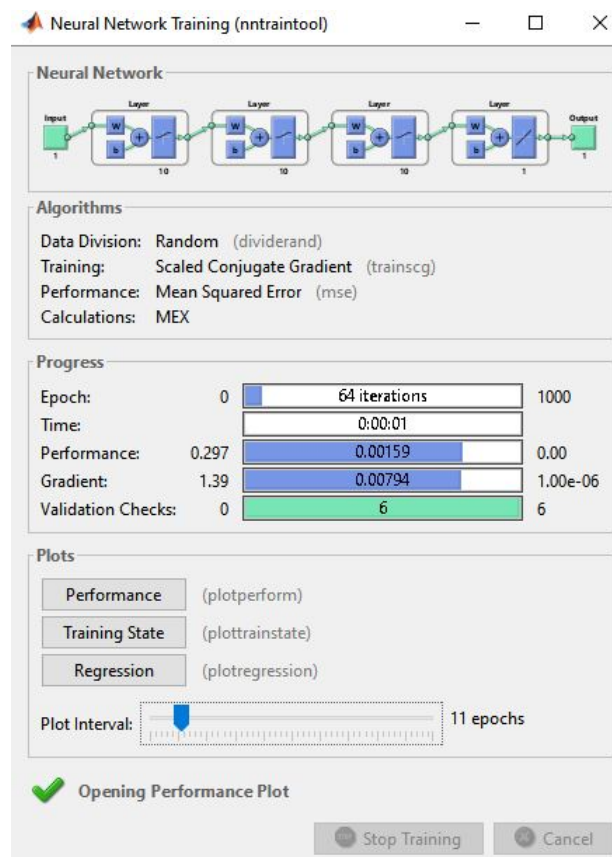 Neural Network Training (nntraintool)
Neural Network
Input
Layer
Layer
Layer
Layer
Output
W
W
W
W
b
b
b
b
1
10
10
10
1
1
Algorithms
Data Division: Random (dividerand)
Training: Scaled Conjugate Gradient (trainscg)
Performance: Mean Squared Error (mse)
Calculations: MEX
Progress
Epoch: 0 64 iterations 1000
Time: 0:00:01
Performance: 0.297 0.00159 0.00
Gradient: 1.39 0.00794 1.00e-06
Validation Checks: 0 6 6
Plots
Performance (plotperform)
Training State (plottrainstate)
Regression (plotregression)
Plot Interval: 11 epochs
Opening Performance Plot
Stop Training Cancel